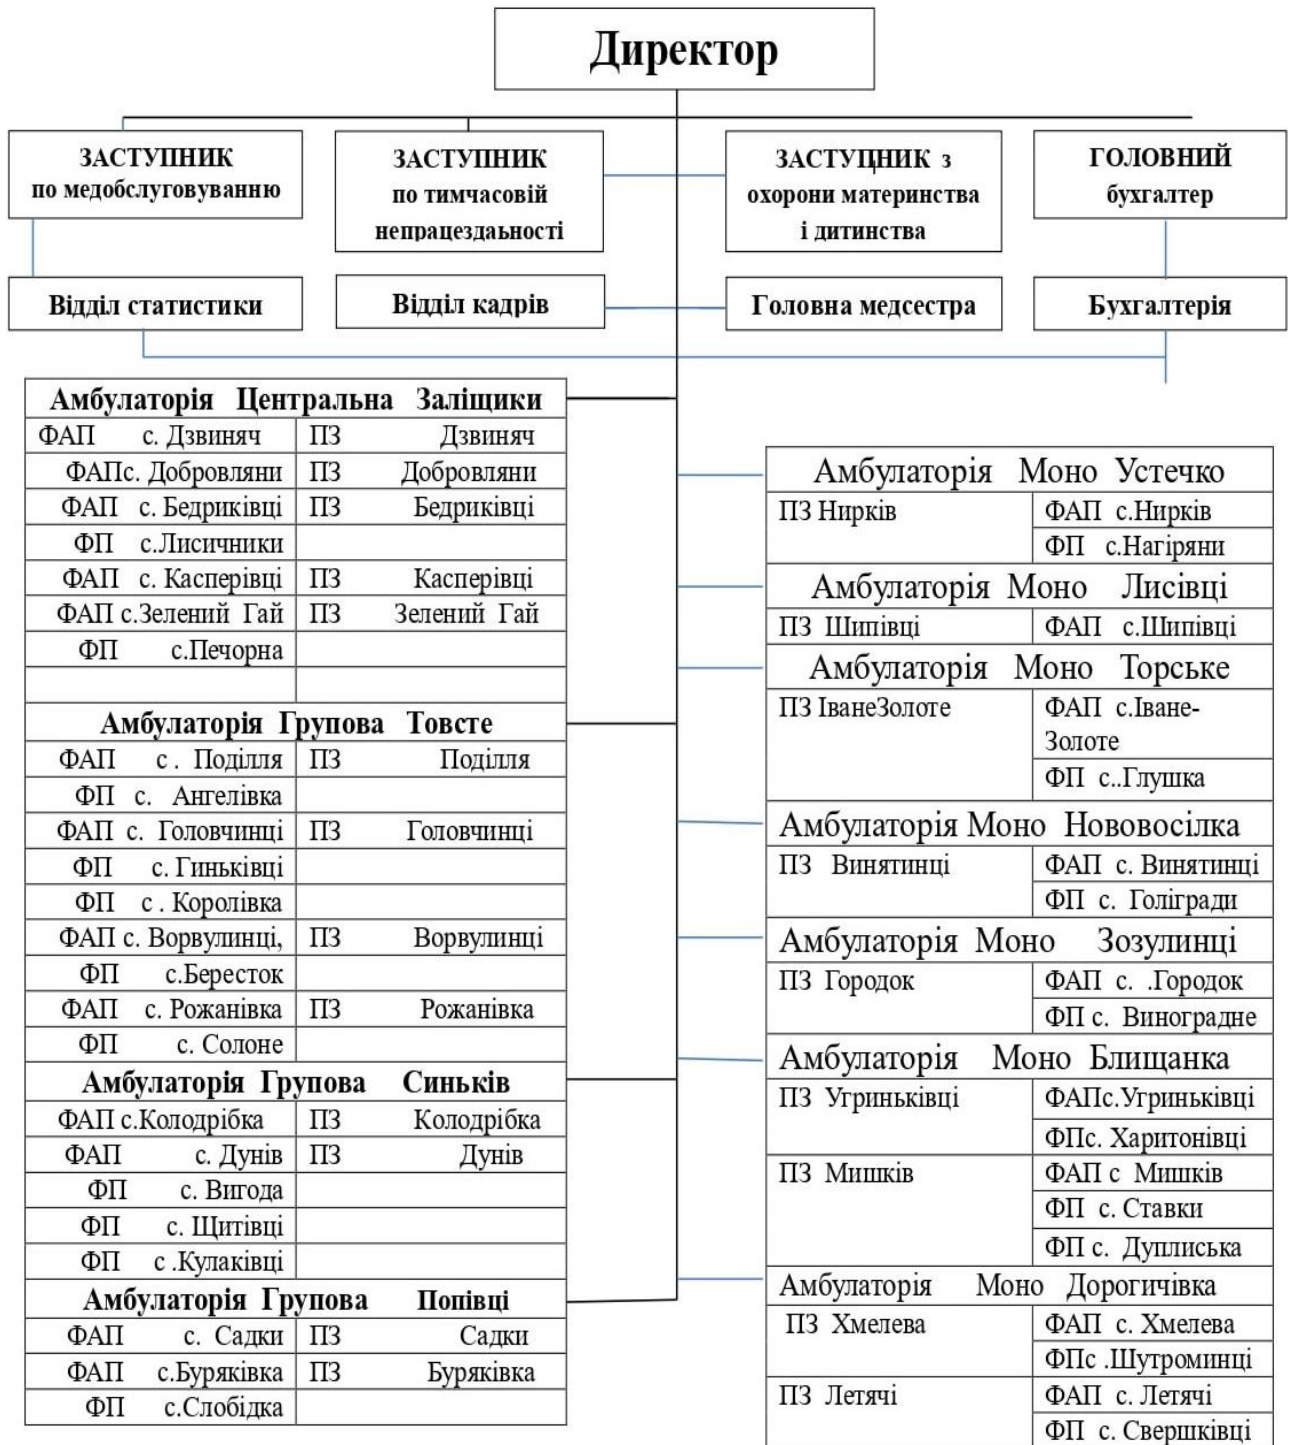 Директор
ЗАСТУПНИК
по медобслуговуванню
ЗАСТУПНИК
по тимчасовій
непрацездаьності
ЗАСТУПНИК з
охорони материнства
і дитинства
ГОЛОВНИЙ
бухгалтер
Відділ статистики
Відділ кадрів
Головна медсестра
Бухгалтерія
Амбулаторія Центральна Заліщики
ФАП с. Дзвиняч ПЗ Дзвиняч
ФАПс. Добровляни ПЗ Добровляни
ФАП с. Бедриківці ПЗ Бедриківці
ФП с.Лисичники
ФАП с. Касперівці ПЗ Касперівці
ФАП с.Зелений Гай ПЗ Зелений Гай
ФП с.Печорна
Амбулаторія Групова Товсте
ФАП с . Поділля ПЗ Поділля
ФП с. Ангелівка
ФАП с. Головчинці ПЗ Головчинці
ФП с. Гиньківці
ФП с . Королівка
ФАП с. Ворвулинці, ПЗ Ворвулинці
ФП с.Бересток
ФАП с. Рожанівка ПЗ Рожанівка
ФП с. Солоне
Амбулаторія Групова Синьків
ФАП с.Колодрібка ПЗ Колодрібка
ФАП с. Дунів ПЗ Дунів
ФП с. Вигода
ФП с. Щитівці
ФП с .Кулаківці
Амбулаторія Групова Попівці
ФАП с. Садки ПЗ Садки
ФАП с.Буряківка ПЗ Буряківка
ФП с.Слобідка
Амбулаторія Моно Устечко
ПЗ Нирків ФАП с.Нирків
ФП с.Нагіряни
Амбулаторія Моно Лисівці
ПЗ Шипівці ФАП с.Шипівці
Амбулаторія Моно Торське
ПЗ ІванеЗолоте ФАП с.Іване-
Золоте
ФП с..Глушка
Амбулаторія Моно Нововосілка
ПЗ Винятинці ФАП с. Винятинці
ФП с. Голігради
Амбулаторія Моно Зозулинці
ПЗ Городок ФАП с. .Городок
ФП с. Виноградне
Амбулаторія Моно Блищанка
ПЗ Угриньківці ФАПс.Угриньківці
ФПс. Харитонівці
ПЗ Мишків ФАП с Мишків
ФП с. Ставки
ФП с. Дуплиська
Амбулаторія Моно Дорогичівка
ПЗ Хмелева ФАП с. Хмелева
ФПс .Шутроминці
ПЗ Летячі ФАП с. Летячі
ФП с. Свершківці